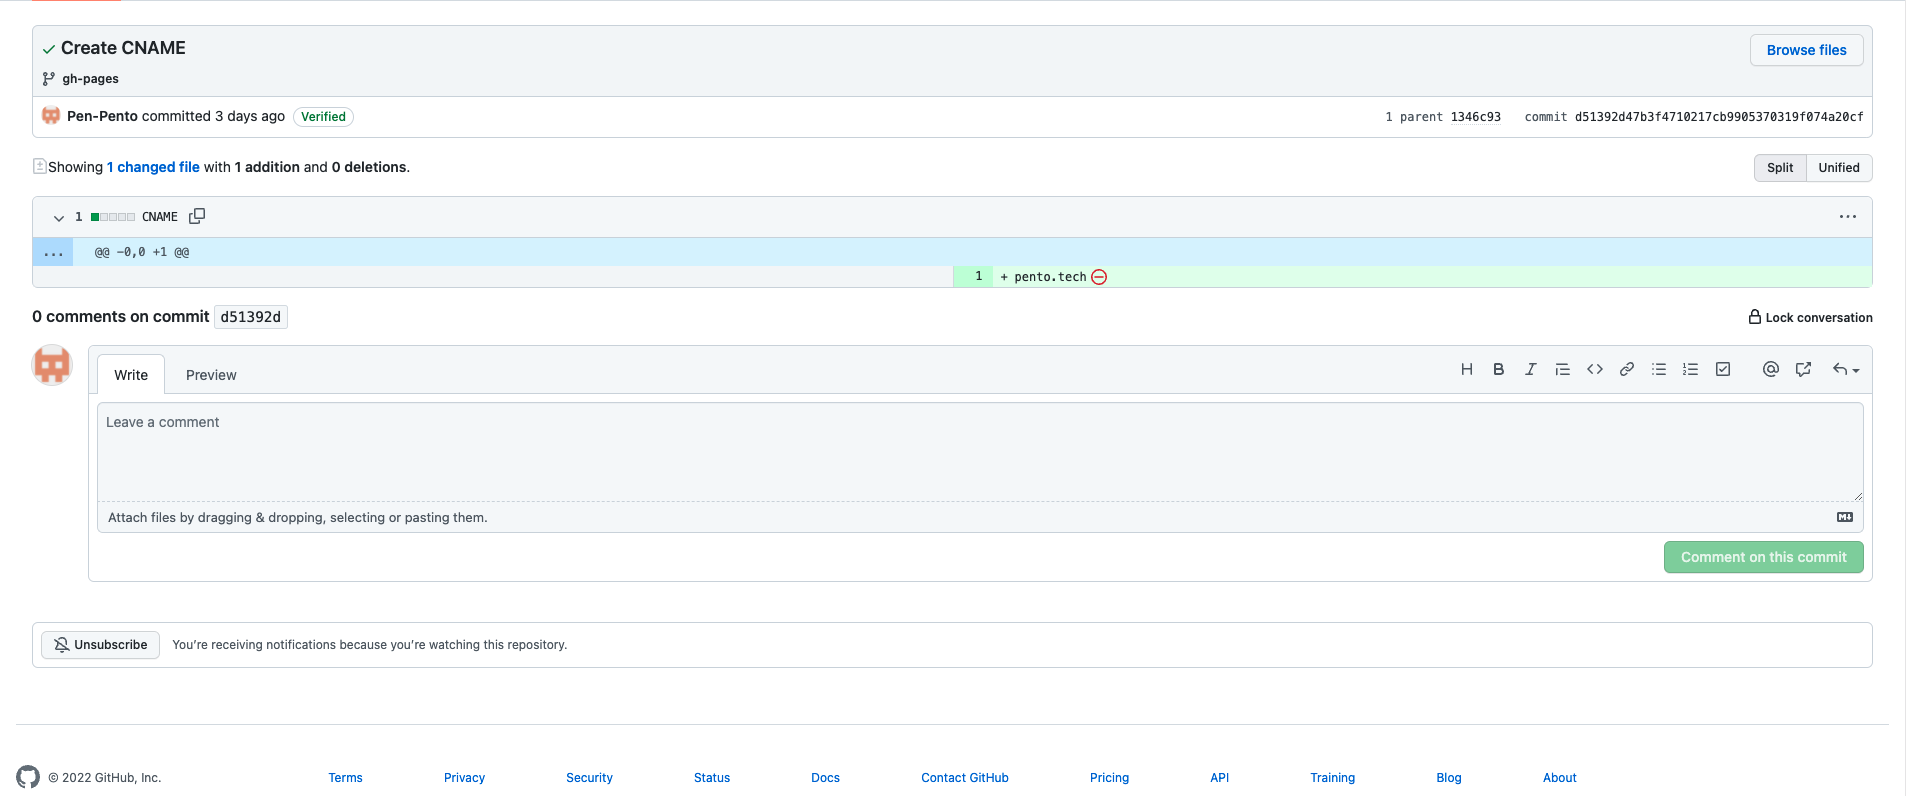 Create CNAME
Browse files
gh-pages
Pen-Pento committed 3 days ago Verified
1 parent 1346c93 commit d51392d47b3f4710217cb9905370319f074a20cf
Showing 1 changed file with 1 addition and 0 deletions.
Split Unified
1 CNAME
... @@ -0,0 +1 @@
1 + pento.tech
0 comments on commit d51392d
Lock conversation
Write Preview
Leave a comment
Attach files by dragging & dropping, selecting or pasting them.
Comment on this commit
Unsubscribe You’re receiving notifications because you’re watching this repository.
© 2022 GitHub, Inc. Terms Privacy Security Status Docs Contact GitHub Pricing API Training Blog About